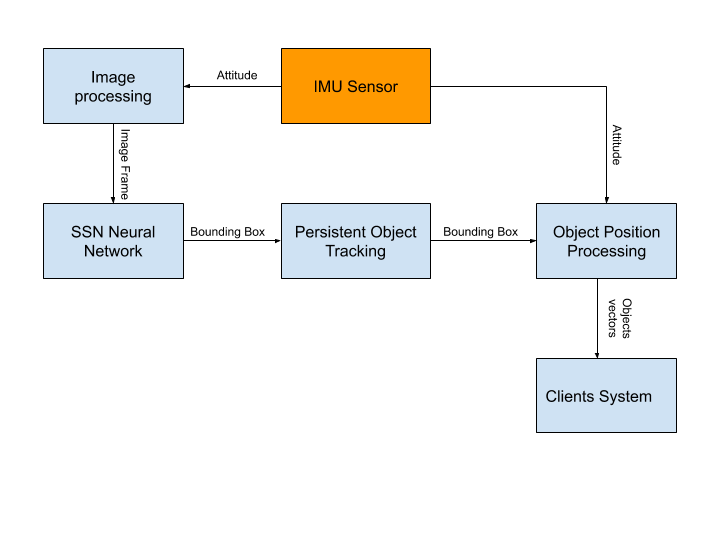 Image
processing
Attitude
IMU Sensor
Image Frame
Attitude
SSN Neural
Network
Bounding Box
Persistent Object
Tracking
Bounding Box
Object Position
Processing
Objects
vectors
Clients System